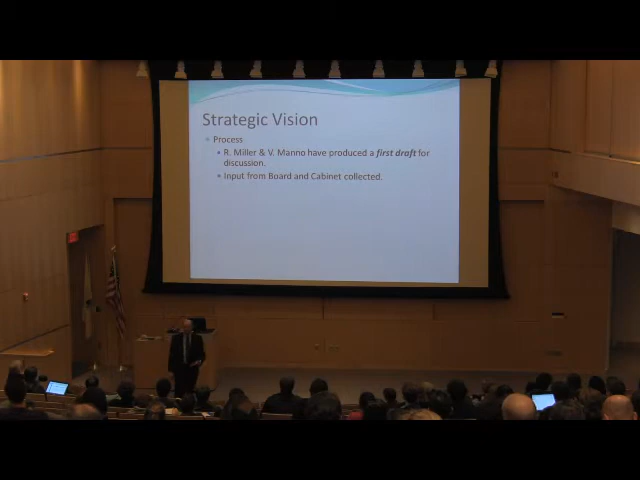 Strategic Vision
Process
R. Miller & V. Manno have produced a first draft for
discussion.
Input from Board and Cabinet collected.